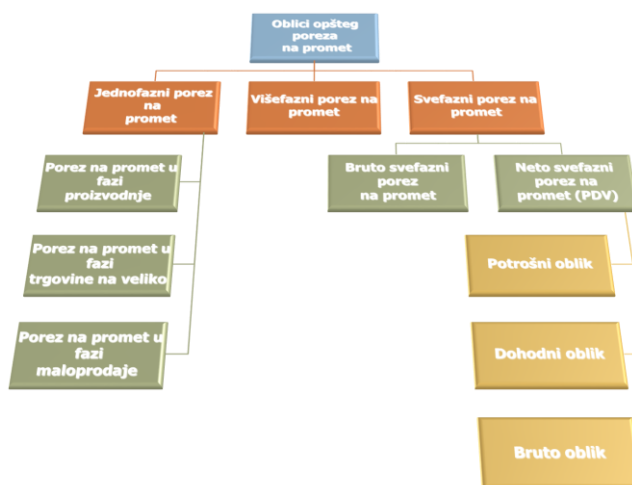 Oblici opšteg
poreza
na promet
Jednofazni porez
na
promet
Višefazni porez na
promet
Svefazni porez na
promet
Porez na promet u
fazi
proizvodnje
Bruto svefazni
porez
na promet
Neto svefazni
porez na
promet (PDV)
Porez na promet u
fazi
trgovine na veliko
Potrošni oblik
Porez na promet u
fazi
maloprodaje
Dohodni oblik
Bruto oblik